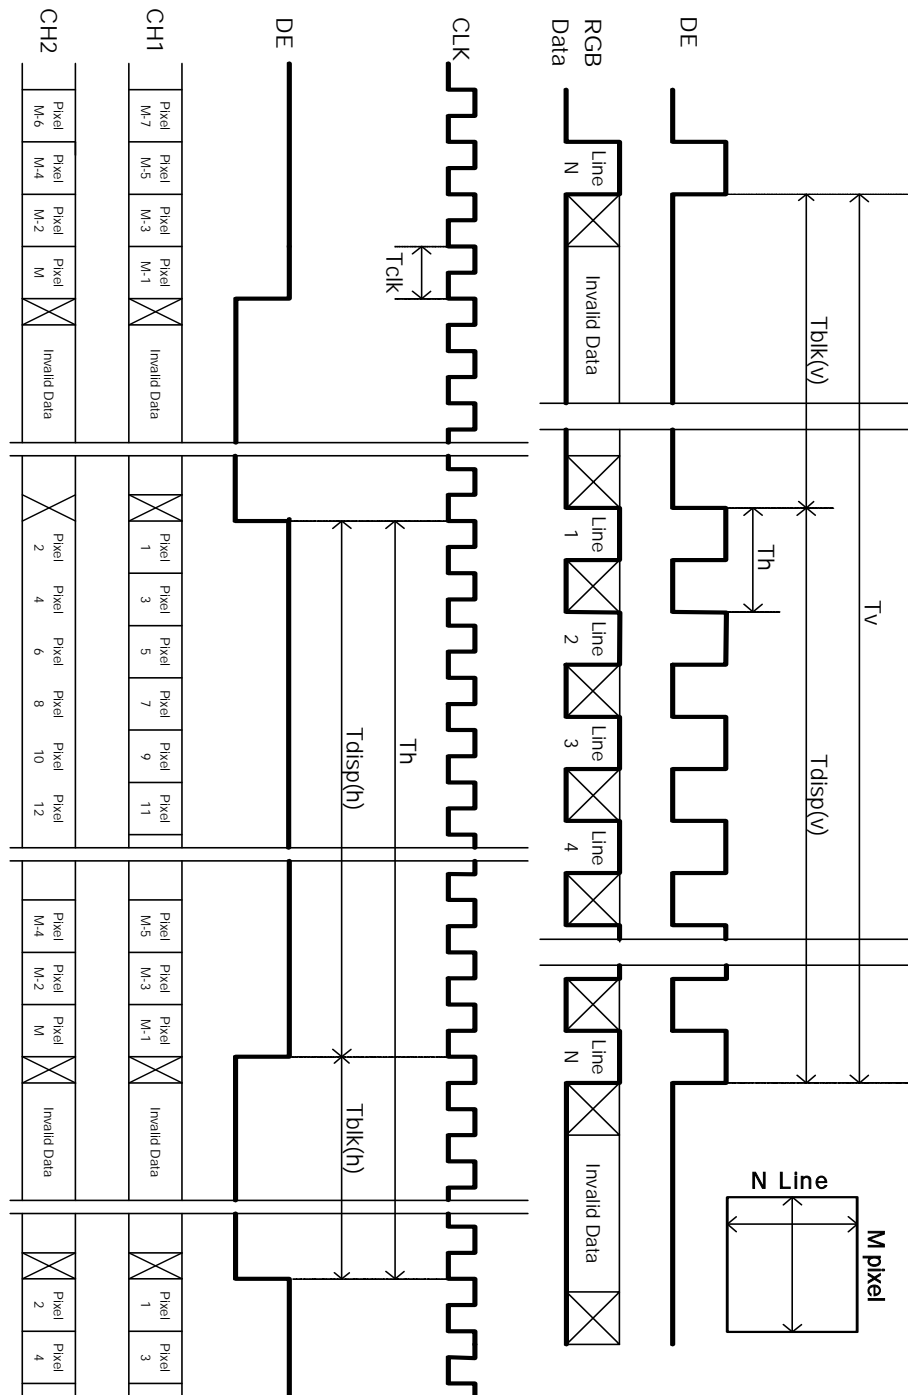 Tv
Tblk(v)
Tdisp(v)
Th
DE
RGB
Data
Line
N
Invalid Data
Line
1
Line
2
Line
3
Line
4
Line
N
Invalid Data
N Line
M pixel
CLK
Tclk
Th
Tdisp(h)
Tblk(h)
DE
CH1
Pixel
M-7
Pixel
M-5
Pixel
M-3
Pixel
M-1
Invalid Data
Pixel
1
Pixel
3
Pixel
5
Pixel
7
Pixel
9
Pixel
11
Pixel
M-5
Pixel
M-3
Pixel
M-1
Invalid Data
Pixel
1
Pixel
3
CH2
Pixel
M-6
Pixel
M-4
Pixel
M-2
Pixel
M
Invalid Data
Pixel
2
Pixel
4
Pixel
6
Pixel
8
Pixel
10
Pixel
12
Pixel
M-4
Pixel
M-2
Pixel
M
Invalid Data
Pixel
2
Pixel
4